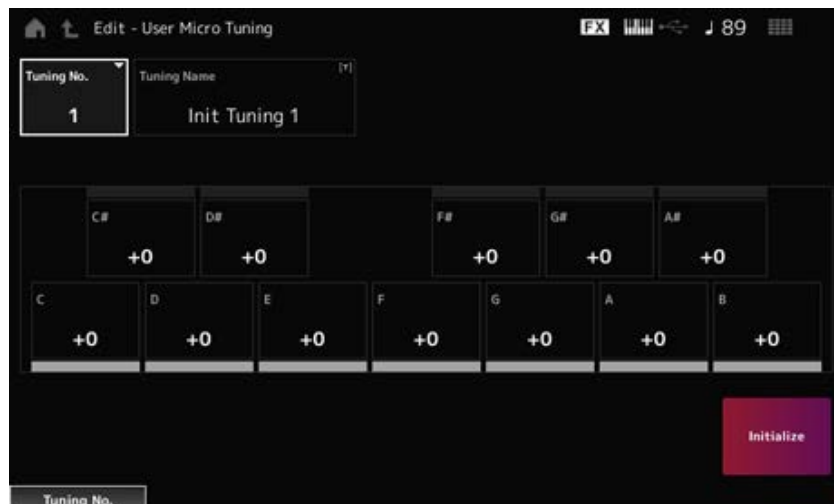 Edit - User Micro Tuning FX ♩ 89
Tuning No. Tuning Name [T]
1 Init Tuning 1
C# D# F# G# A#
+0 +0 +0 +0 +0
C D E F G A B
+0 +0 +0 +0 +0 +0 +0
Initialize
Tuning No.